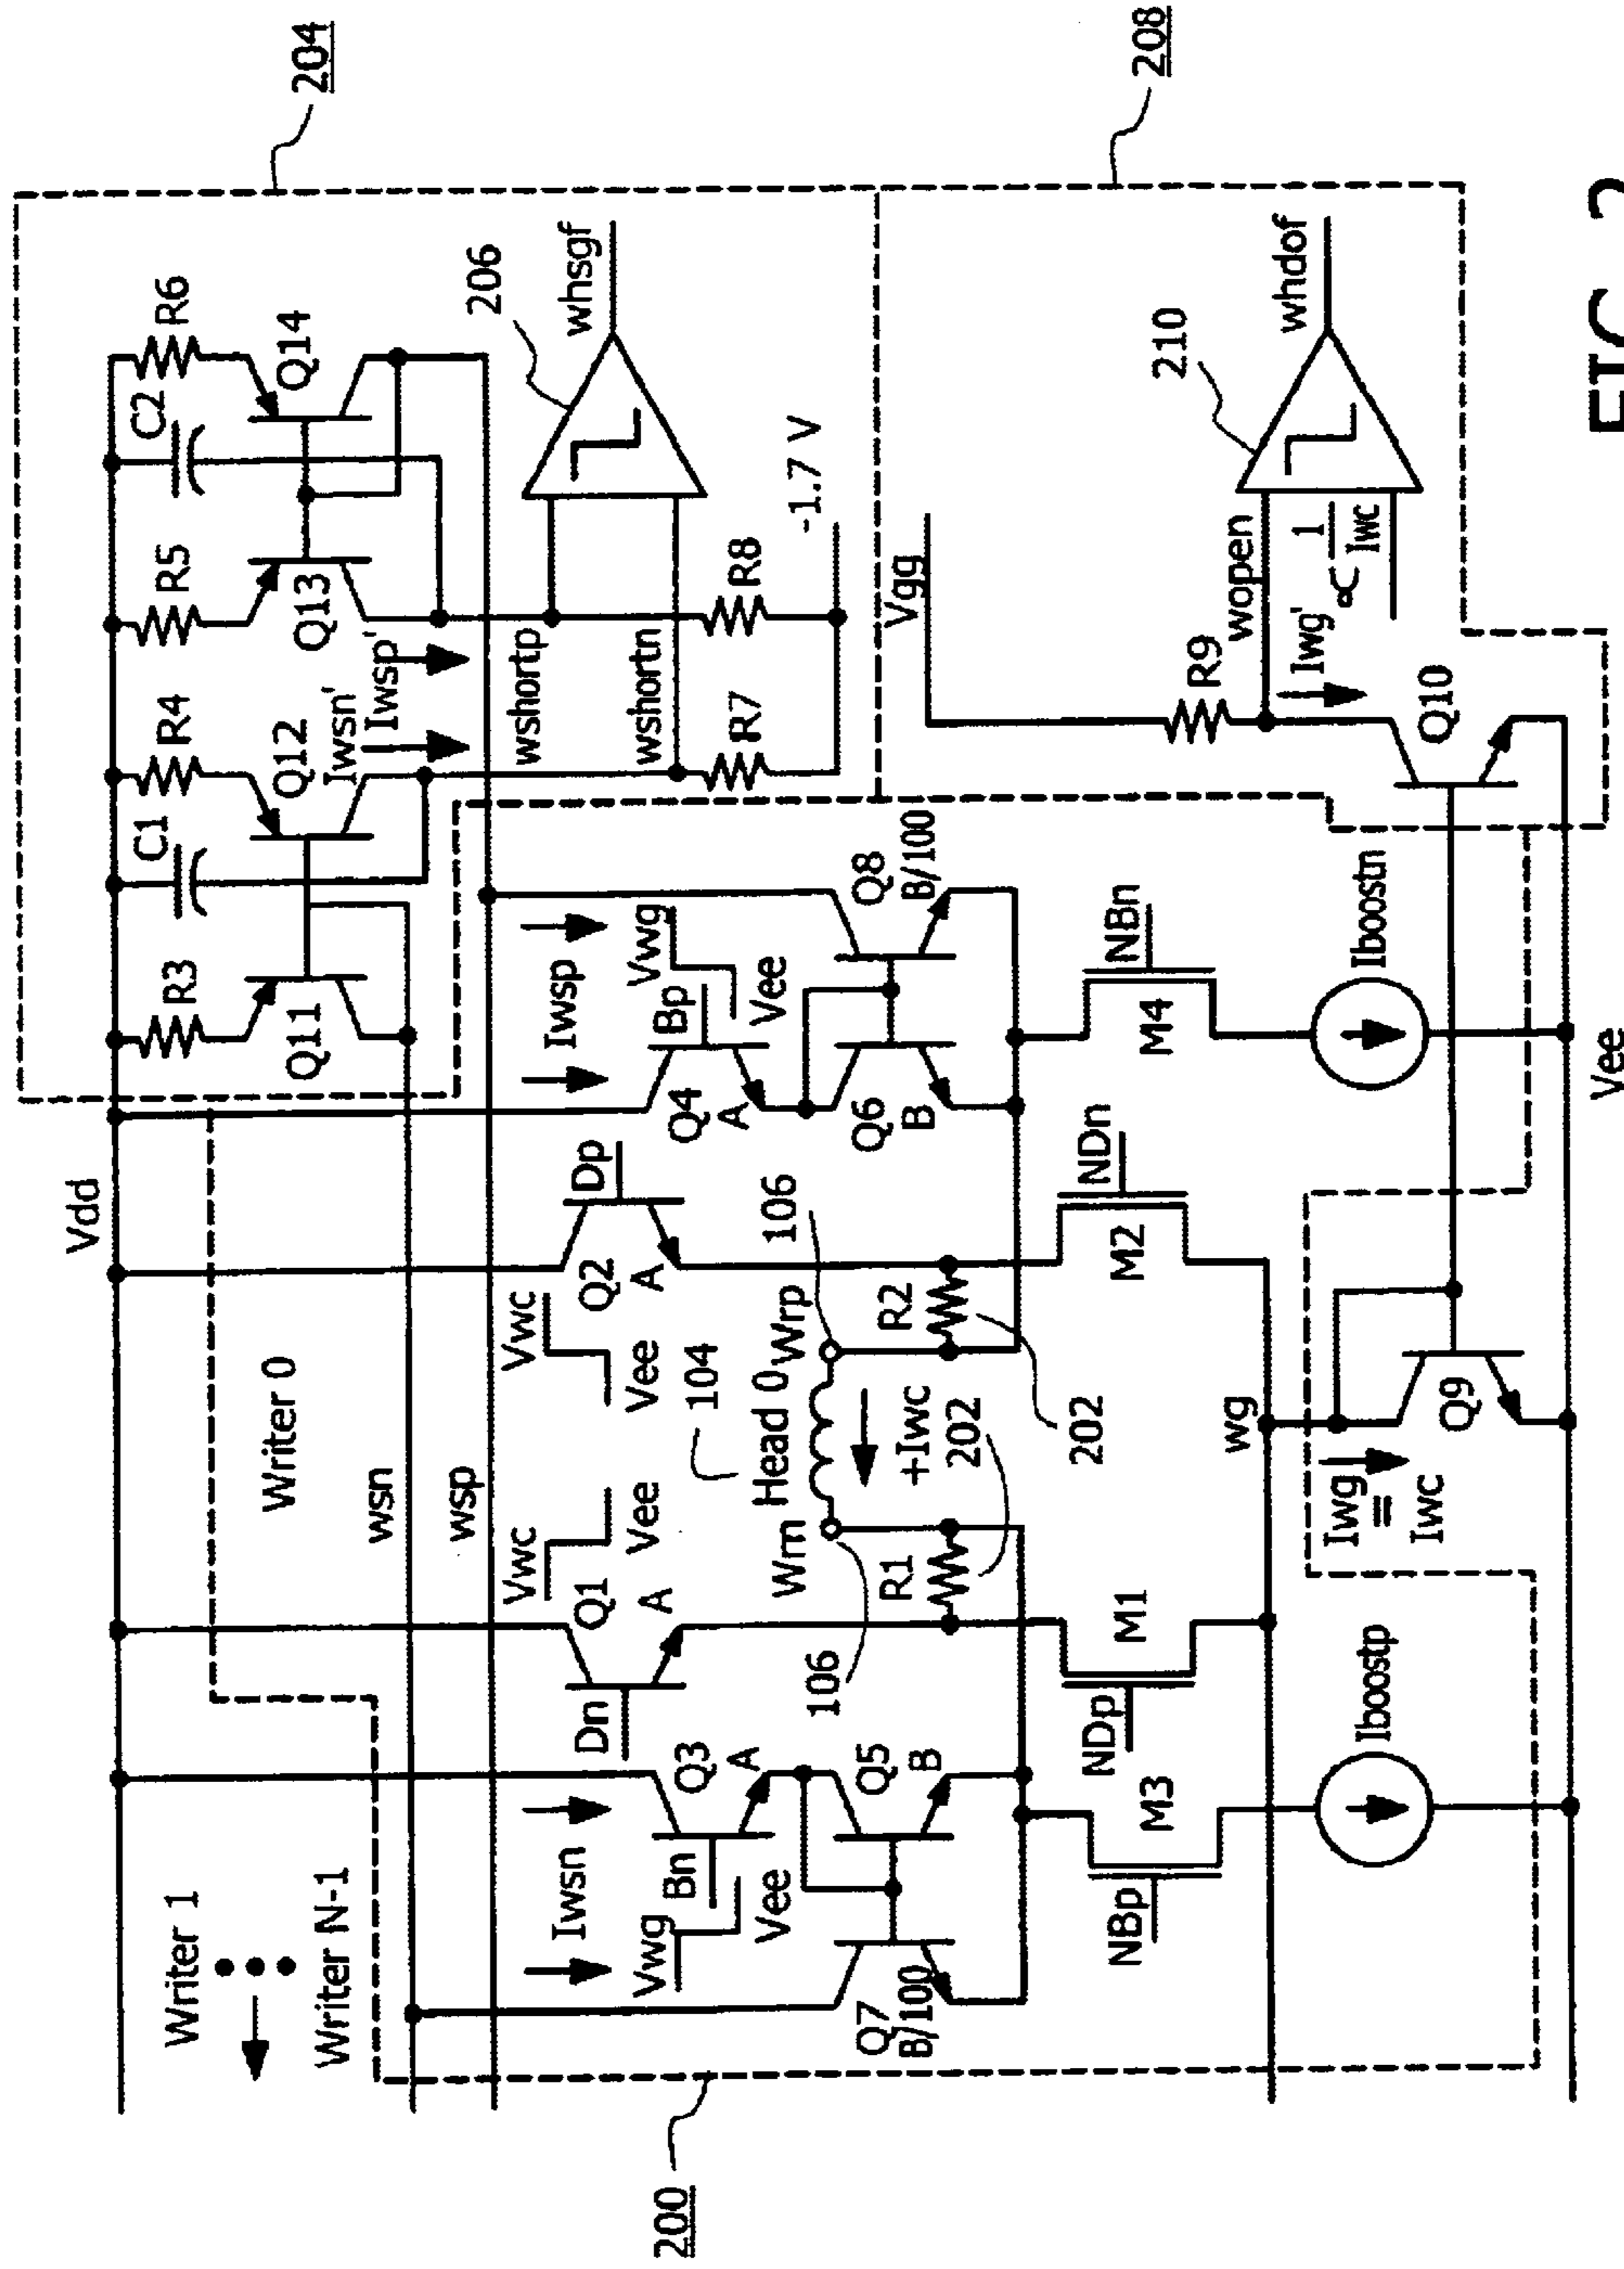 204
208
FIG. 2
Vdd
Writer 1
Writer N-1
Writer 0
wsn
wsp
R3
C1
R4
R5
C2
R6
Q11
Q12
Q13
Q14
Iwsn'
Iwsp'
wshortp
wshortn
206
whsgf
R7
R8
-1.7 V
Vwc
Vee
Vwc
Vee
Dn
Q1
A
Q2
A
Dp
Iwsn
Bn
Q3
A
Vwg
Vee
Iwsp
Bp
Q4
A
Vwg
Vee
104
Head 0
Wrn
Wrp
106
106
+Iwc
202
202
R1
R2
Q5
B
Q7
B/100
Q6
B
Q8
B/100
200
Vgg
R9
wopen
Iwg'
∝ 1
Iwc
210
whdof
Q10
NDp
M1
NDn
M2
NBp
M3
NBn
M4
Iboostp
Iboostn
wg
Iwg
=
Iwc
Q9
Vee